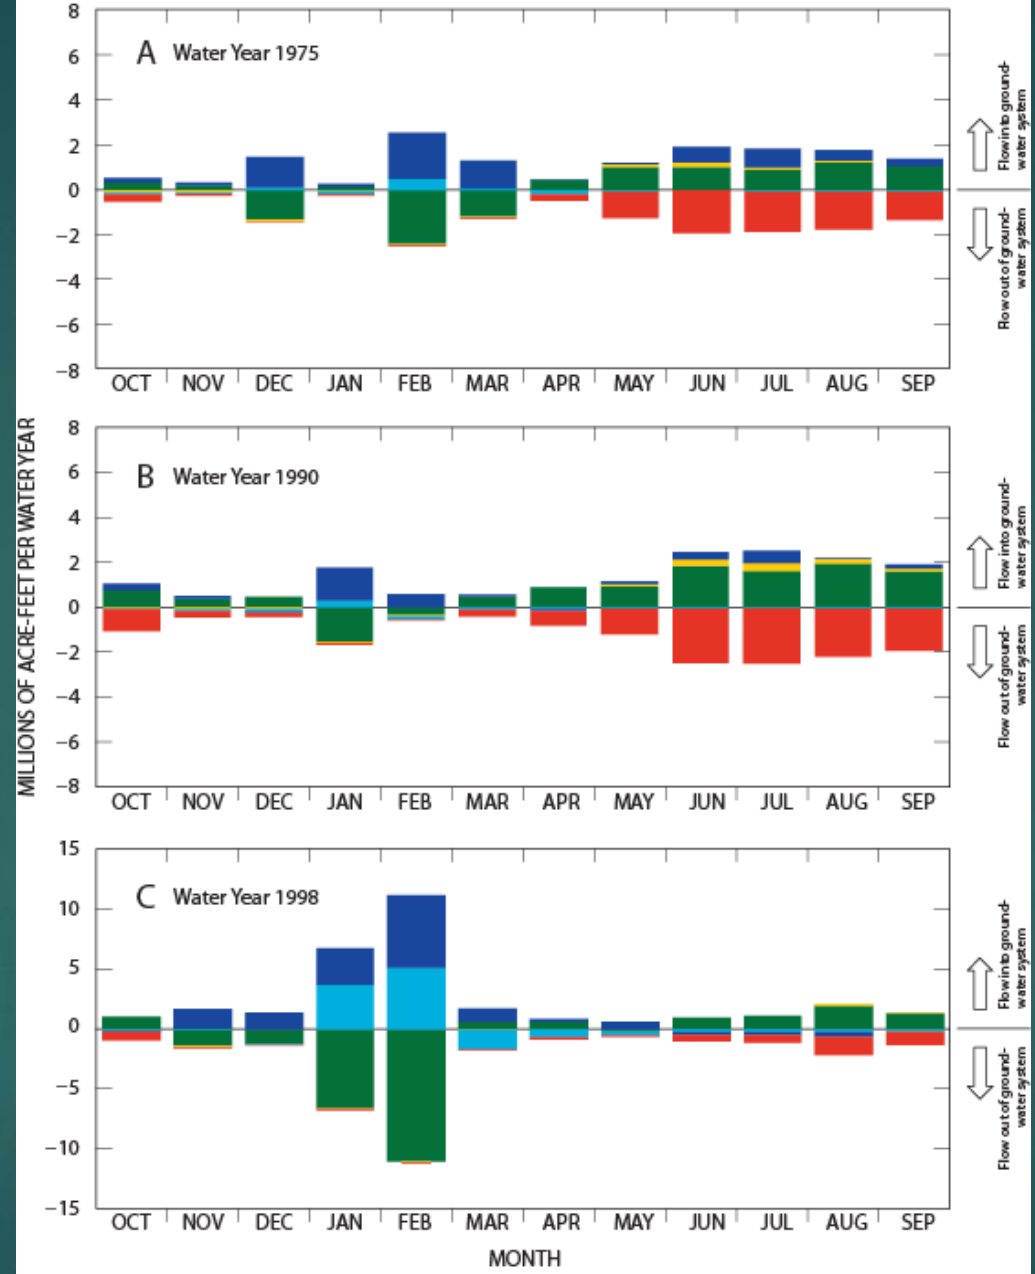 8
A Water Year 1975
6
4
2
0
−2
−4
−6
−8
Flow into ground-
water system
Flow out of ground-
water system
OCT NOV DEC JAN FEB MAR APR MAY JUN JUL AUG SEP
MILLIONS OF ACRE-FEET PER WATER YEAR
8
B Water Year 1990
6
4
2
0
−2
−4
−6
−8
Flow into ground-
water system
Flow out of ground-
water system
OCT NOV DEC JAN FEB MAR APR MAY JUN JUL AUG SEP
15
C Water Year 1998
10
5
0
−5
−10
−15
Flow into ground-
water system
Flow out of ground-
water system
OCT NOV DEC JAN FEB MAR APR MAY JUN JUL AUG SEP
MONTH